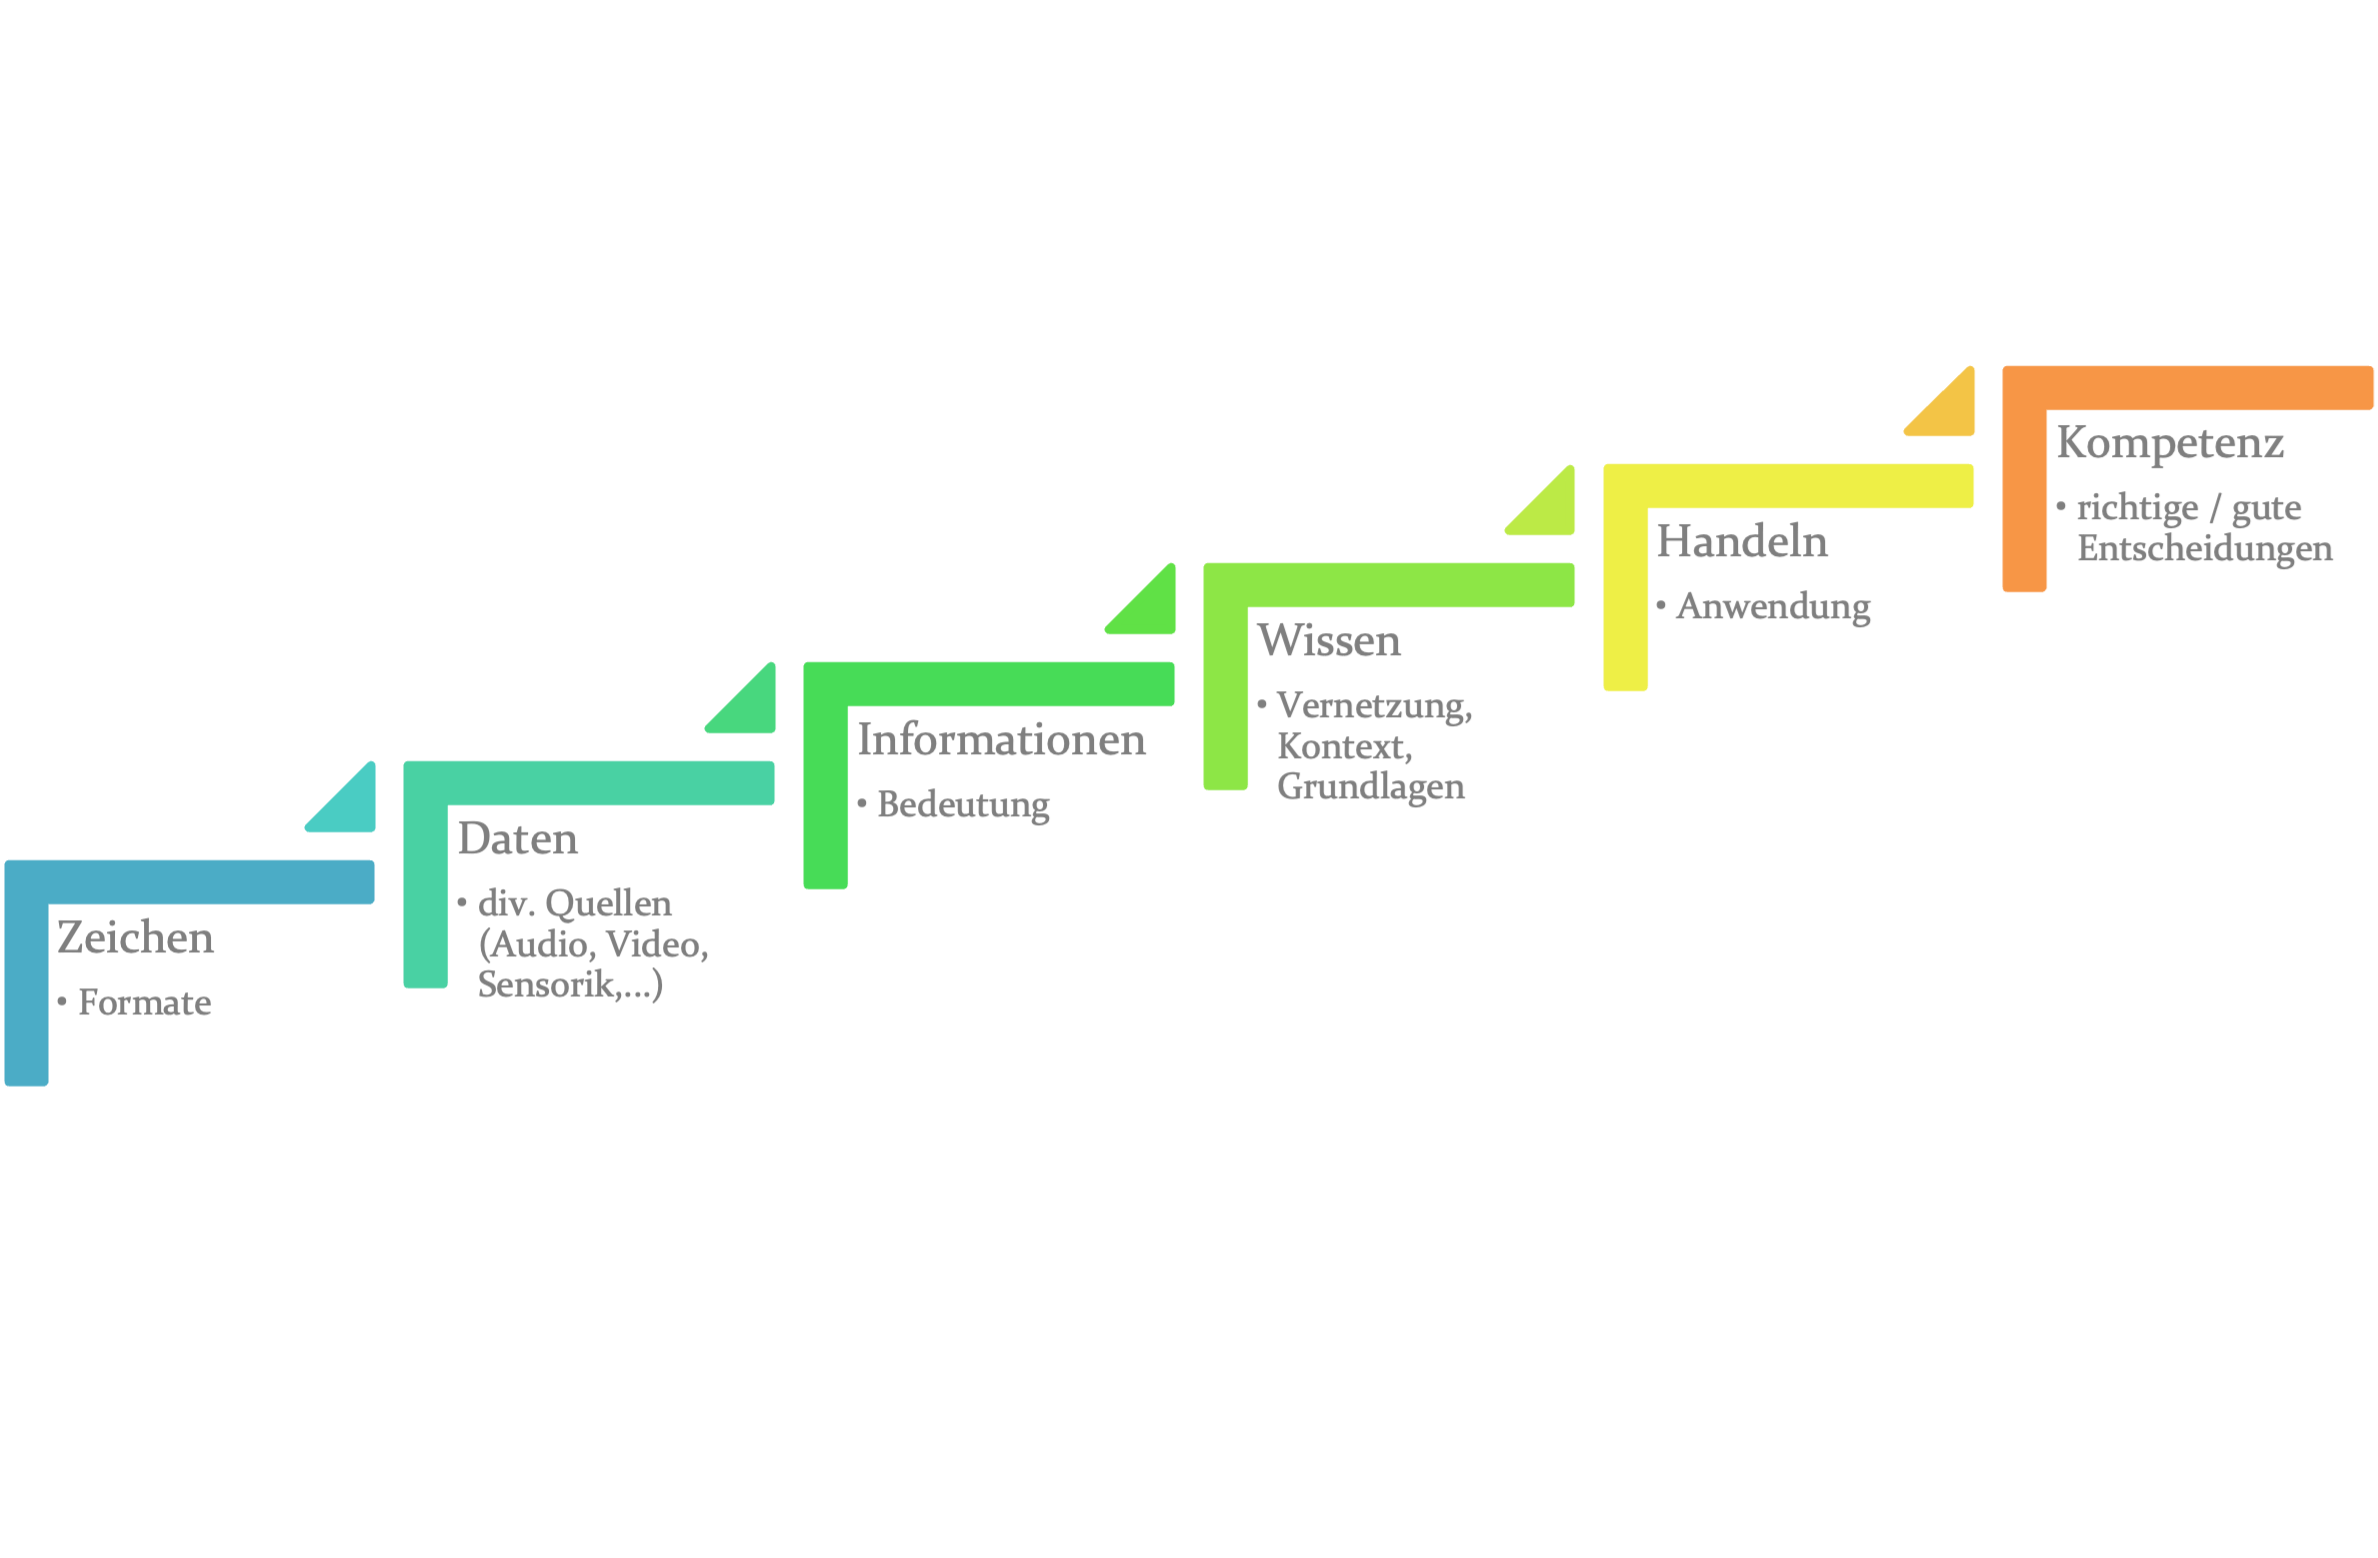 Zeichen
• Formate
Daten
• div. Quellen
(Audio, Video,
Sensorik,...)
Informationen
• Bedeutung
Wissen
• Vernetzung,
Kontext,
Grundlagen
Handeln
• Anwendung
Kompetenz
• richtige / gute
Entscheidungen